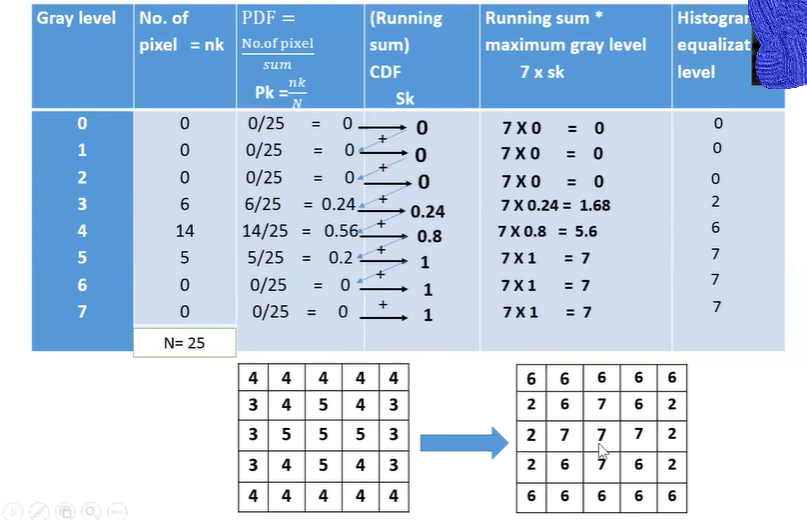 Gray level No. of PDF = (Running Running sum * Histogram
pixel = nk No.of pixel sum) maximum gray level equalizat
sum CDF 7 x sk level
Pk = nk/N Sk
0 0 0/25 = 0 0 7 X 0 = 0 0
+
1 0 0/25 = 0 0 7 X 0 = 0 0
+
2 0 0/25 = 0 0 7 X 0 = 0 0
+
3 6 6/25 = 0.24 0.24 7 X 0.24 = 1.68 2
+
4 14 14/25 = 0.56 0.8 7 X 0.8 = 5.6 6
+
5 5 5/25 = 0.2 1 7 X 1 = 7 7
+
6 0 0/25 = 0 1 7 X 1 = 7 7
+
7 0 0/25 = 0 1 7 X 1 = 7 7
N= 25
4 4 4 4 4 6 6 6 6 6
3 4 5 4 3 2 6 7 6 2
3 5 5 5 3 2 7 7 7 2
3 4 5 4 3 2 6 7 6 2
4 4 4 4 4 6 6 6 6 6